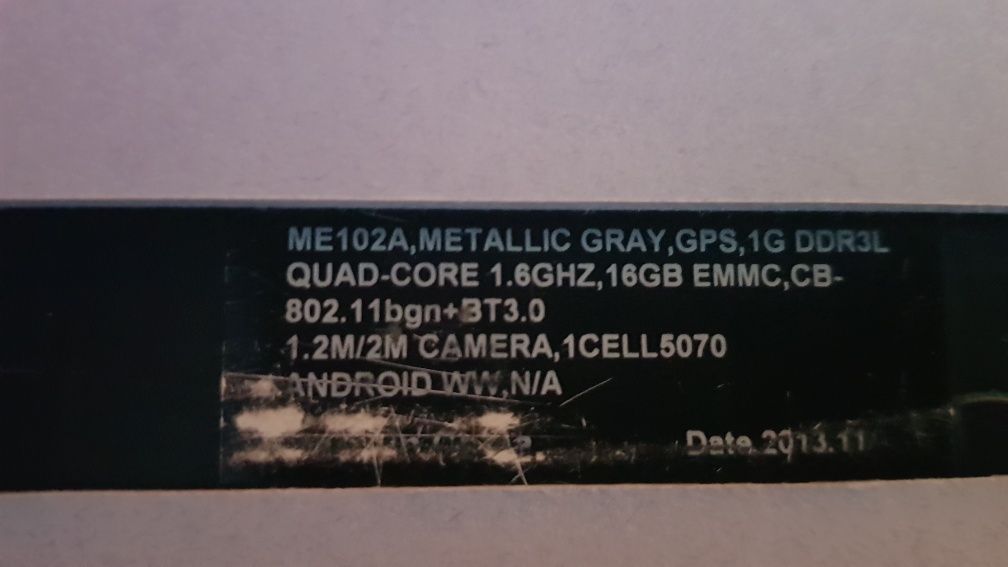 ME102A,METALLIC GRAY,GPS,1G DDR3L
QUAD-CORE 1.6GHZ,16GB EMMC,CB-
802.11bgn+BT3.0
1.2M/2M CAMERA,1CELL5070
ANDROID WW,N/A
Date.2013.11